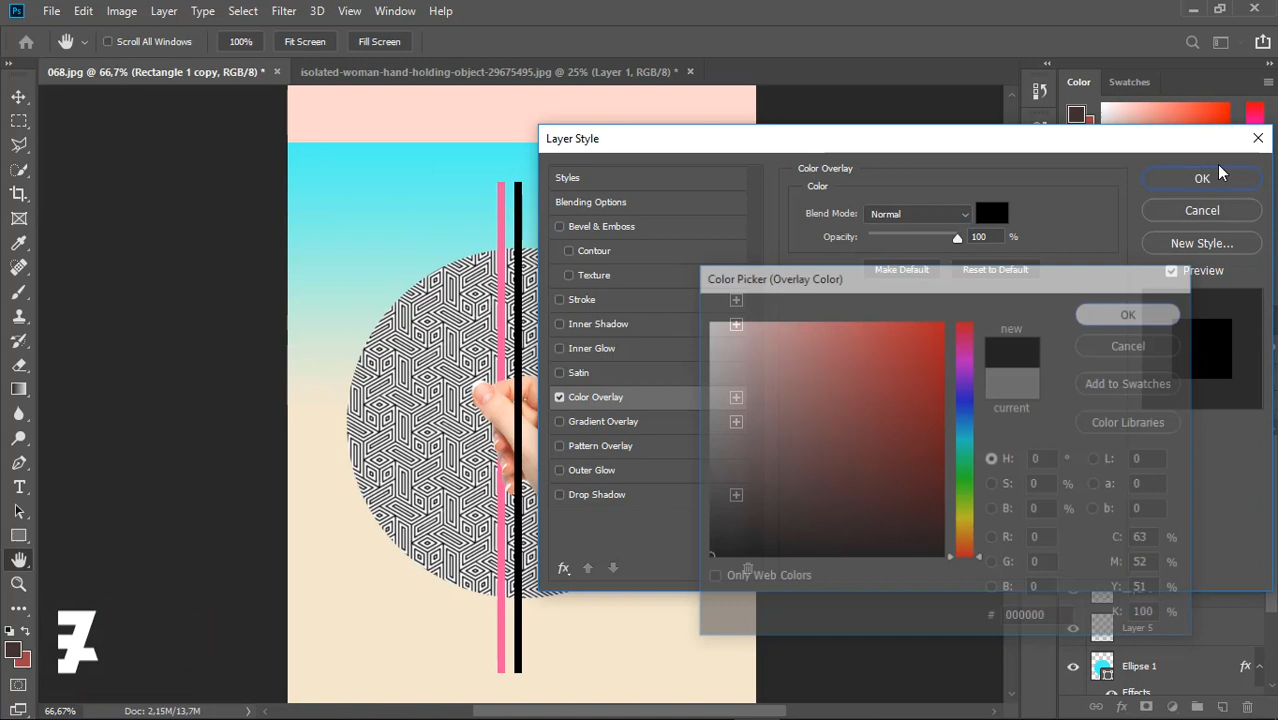 Ps File Edit Image Layer Type Select Filter 3D View Window Help
Scroll All Windows 100% Fit Screen Fill Screen
068.jpg @ 66,7% (Rectangle 1 copy, RGB/8) * × isolated-woman-hand-holding-object-29675495.jpg @ 25% (Layer 1, RGB/8) * ×
Color Swatches
Layer Style
Styles
Blending Options
Bevel & Emboss
Contour
Texture
Stroke
Inner Shadow
Inner Glow
Satin
Color Overlay
Gradient Overlay
Pattern Overlay
Outer Glow
Drop Shadow
fx
Color Overlay
Color
Blend Mode: Normal
Opacity: 100 %
Make Default Reset to Default
OK
Cancel
New Style...
Preview
Color Picker (Overlay Color)
new
current
OK
Cancel
Add to Swatches
Color Libraries
H: 0 ° L: 0
S: 0 % a: 0
B: 0 % b: 0
R: 0 C: 63 %
G: 0 M: 52 %
B: 0 Y: 51 %
# 000000 K: 100 %
Only Web Colors
Layer 5
Ellipse 1 fx
Effects
66,67% Doc: 2,15M/13,7M
fx